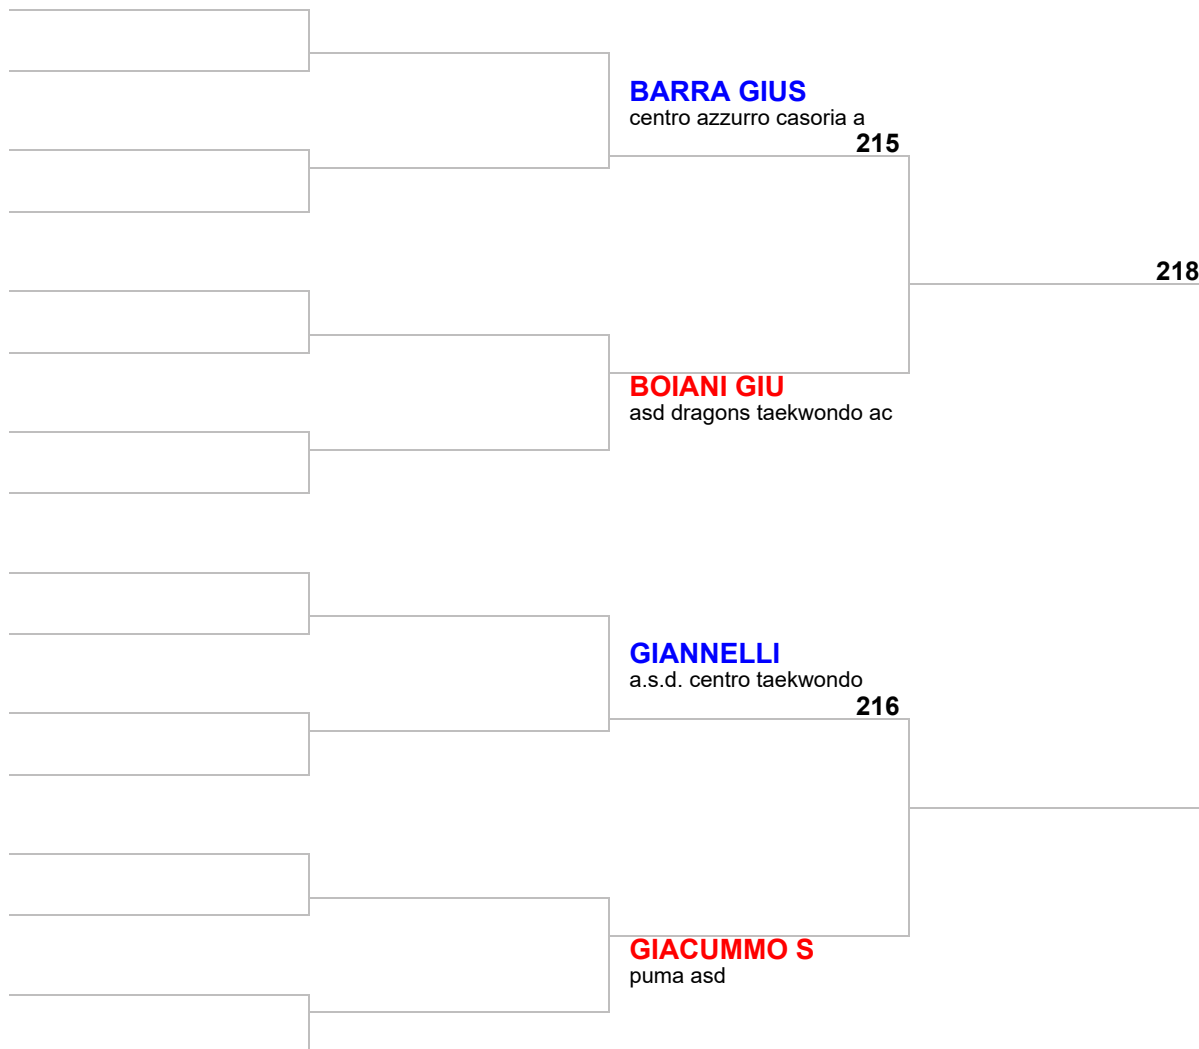 BARRA GIUS
centro azzurro casoria a
215
218
BOIANI GIU
asd dragons taekwondo ac
GIANNELLI
a.s.d. centro taekwondo
216
GIACUMMO S
puma asd